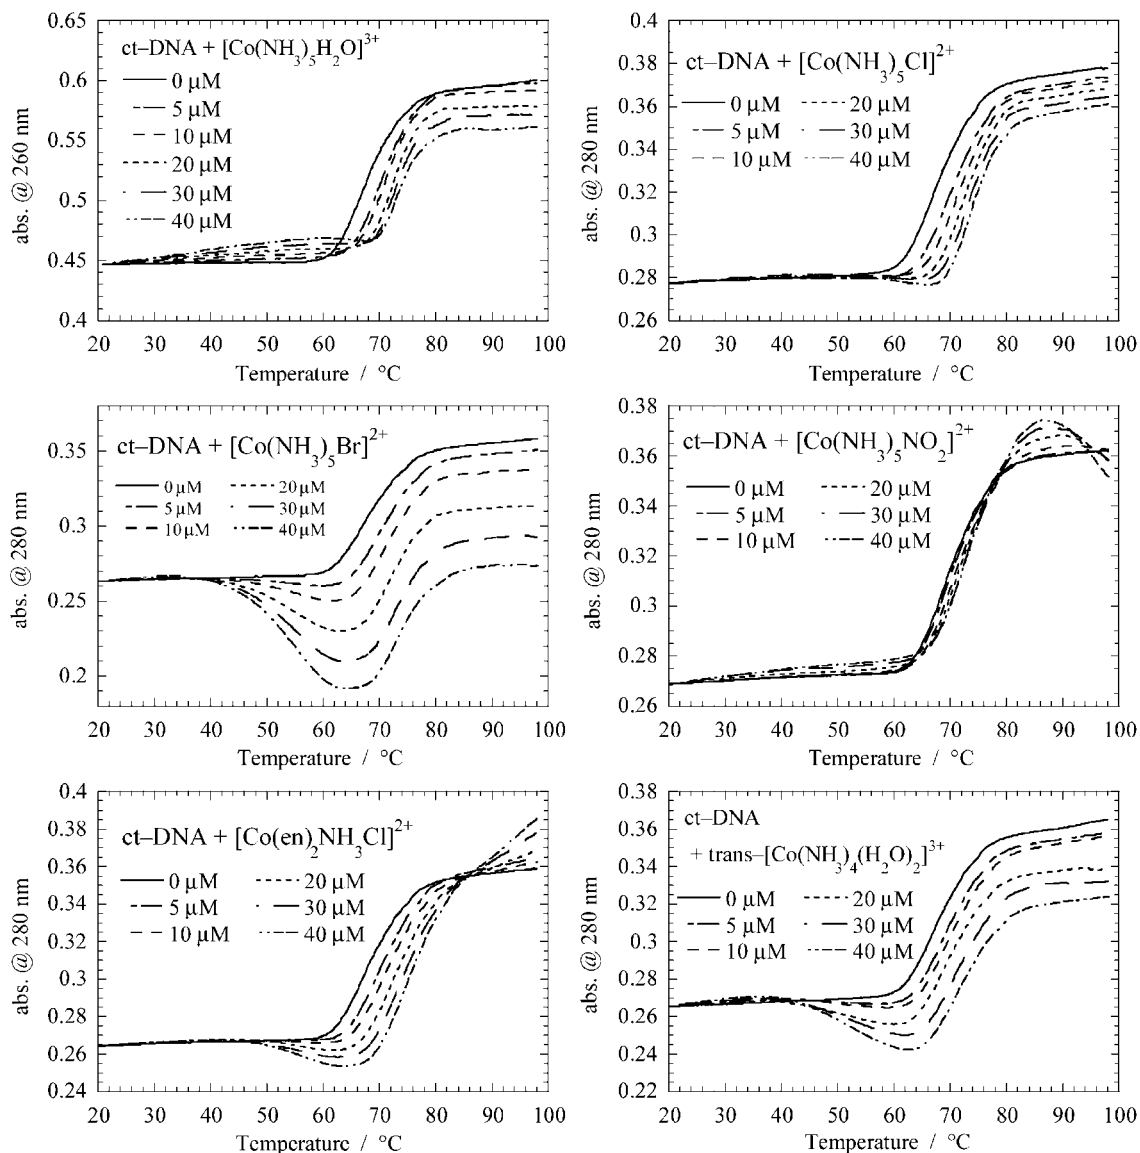 ct–DNA + [Co(NH3)5H2O]3+
0 μM
5 μM
10 μM
20 μM
30 μM
40 μM
abs. @ 260 nm
0.6
0.55
0.5
0.45
0.4
20 30 40 50 60 70 80 90 100
Temperature / °C
ct–DNA + [Co(NH3)5Cl]2+
0 μM 20 μM
5 μM 30 μM
10 μM 40 μM
abs. @ 280 nm
0.38
0.36
0.34
0.32
0.3
0.28
0.26
20 30 40 50 60 70 80 90 100
Temperature / °C
ct–DNA + [Co(NH3)5Br]2+
0 μM 20 μM
5 μM 30 μM
10 μM 40 μM
abs. @ 280 nm
0.35
0.3
0.25
0.2
20 30 40 50 60 70 80 90 100
Temperature / °C
ct–DNA + [Co(NH3)5NO2]2+
0 μM 20 μM
5 μM 30 μM
10 μM 40 μM
abs. @ 280 nm
0.38
0.36
0.34
0.32
0.3
0.28
0.26
20 30 40 50 60 70 80 90 100
Temperature / °C
ct–DNA + [Co(en)2NH3Cl]2+
0 μM 20 μM
5 μM 30 μM
10 μM 40 μM
abs. @ 280 nm
0.4
0.38
0.36
0.34
0.32
0.3
0.28
0.26
0.24
20 30 40 50 60 70 80 90 100
Temperature / °C
ct–DNA
+ trans–[Co(NH3)4(H2O)2]3+
0 μM 20 μM
5 μM 30 μM
10 μM 40 μM
abs. @ 280 nm
0.38
0.36
0.34
0.32
0.3
0.28
0.26
0.24
0.22
20 30 40 50 60 70 80 90 100
Temperature / °C